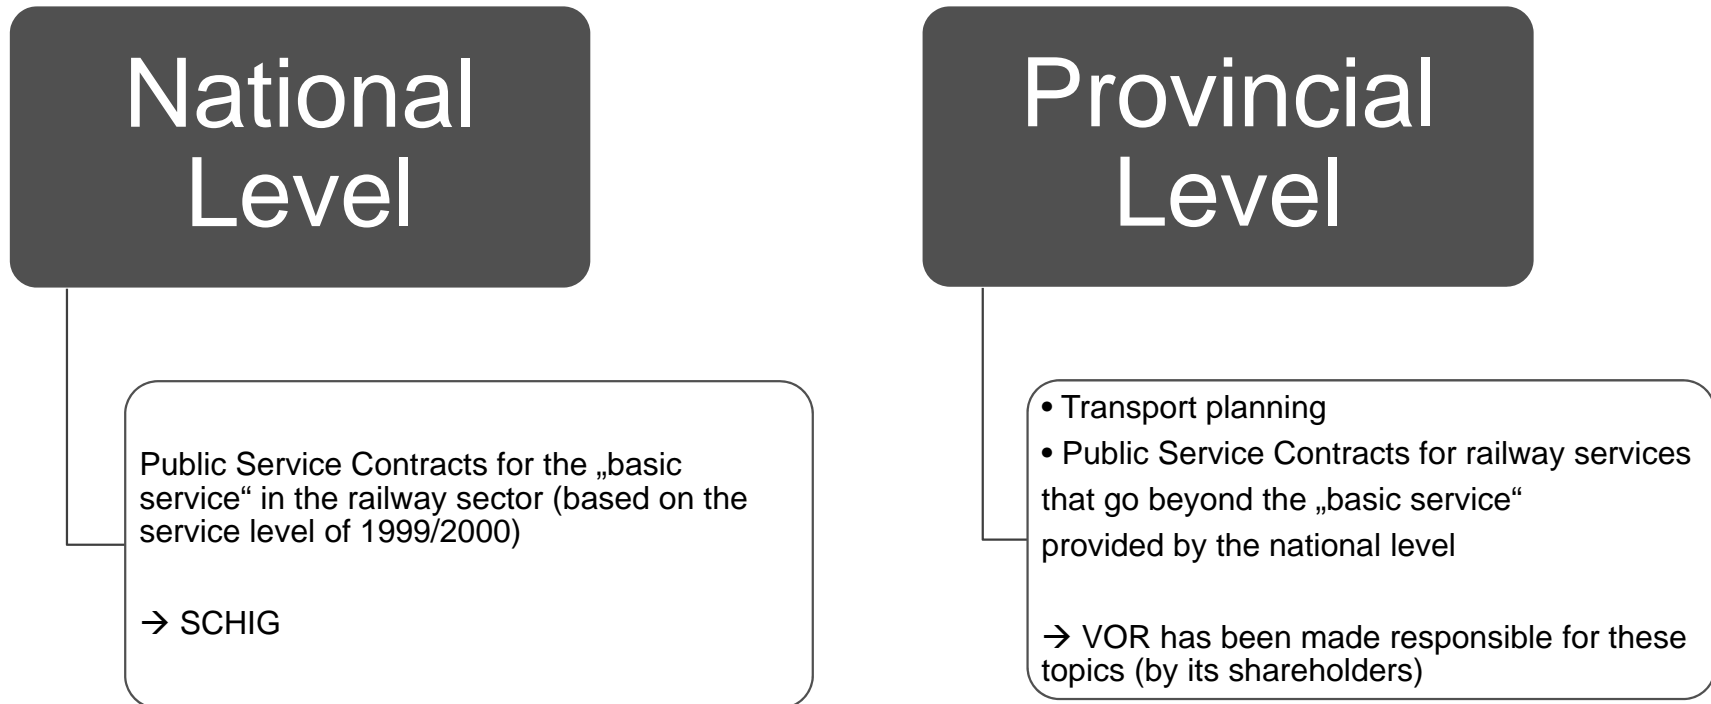 National
Level
Public Service Contracts for the „basic
service“ in the railway sector (based on the
service level of 1999/2000)
→ SCHIG
Provincial
Level
• Transport planning
• Public Service Contracts for railway services
that go beyond the „basic service“
provided by the national level
→ VOR has been made responsible for these
topics (by its shareholders)